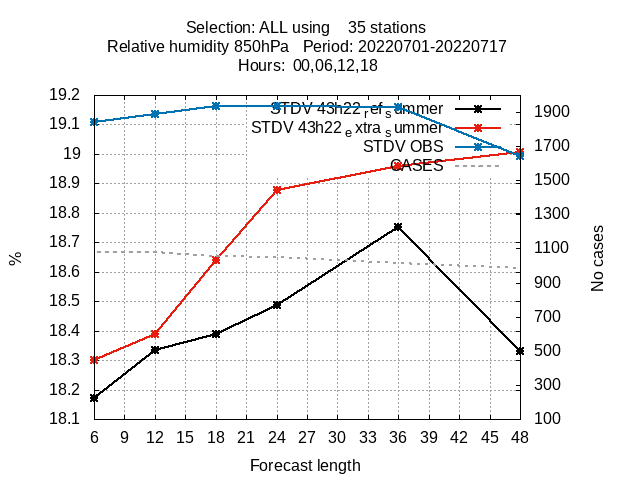 Selection: ALL using    35 stations
Relative humidity 850hPa   Period: 20220701-20220717
Hours: 00,06,12,18
STDV 43h22_ref_summer
STDV 43h22_extra_summer
STDV OBS
CASES
19.2
19.1
19
18.9
18.8
18.7
18.6
18.5
18.4
18.3
18.2
18.1
%
1900
1700
1500
1300
1100
900
700
500
300
100
No cases
6 9 12 15 18 21 24 27 30 33 36 39 42 45 48
Forecast length